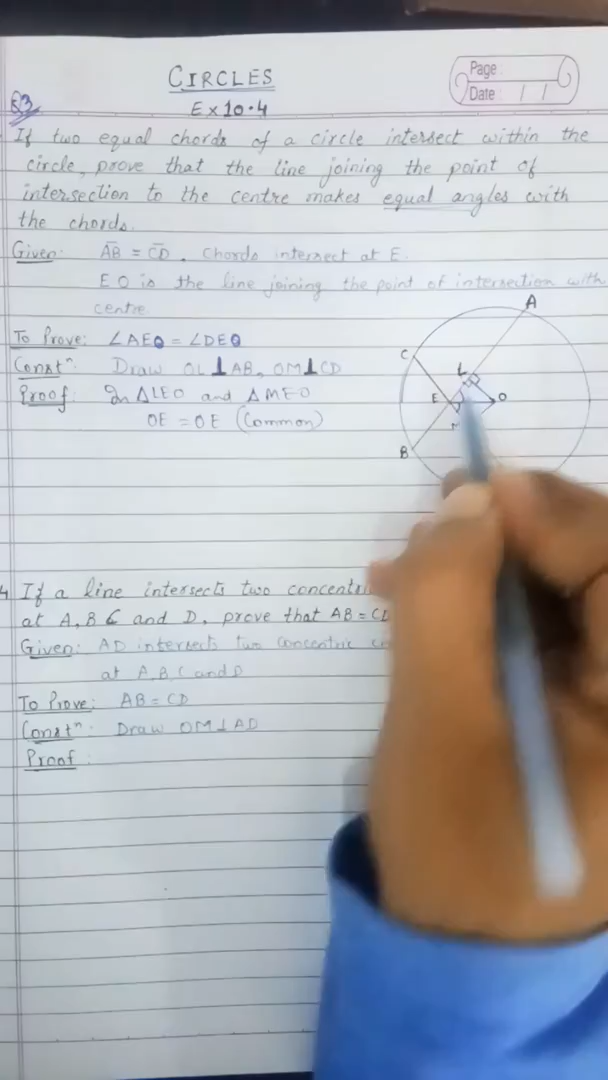 CIRCLES
Page
Date / /
Q3
Ex 10.4
If two equal chords of a circle intersect within the
circle, prove that the line joining the point of
intersection to the centre makes equal angles with
the chords.
Given: AB = CD, Chords intersect at E.
EO is the line joining the point of intersection with
centre.
To Prove: ∠AEO = ∠DEO
Constⁿ: Draw OL⊥AB, OM⊥CD
Proof: In △LEO and △MEO
OE = OE (Common)
A
C
L
E
O
M
B
4 If a line intersects two
at A, B C and D, prove that AB =
Given: AD intersects two concentric
at A, B, C and D
To Prove: AB = CD
Constⁿ: Draw OM⊥AD
Proof: